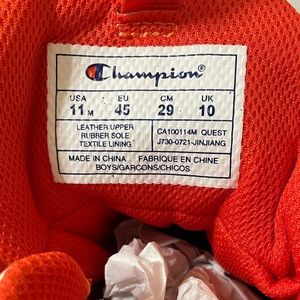 Champion®
USA EU CM UK
11 M 45 29 10
LEATHER UPPER CA100114M QUEST
RUBBER SOLE J730-0721-JINJIANG
TEXTILE LINING
MADE IN CHINA FABRIQUE EN CHINE
BOYS/GARCONS/CHICOS